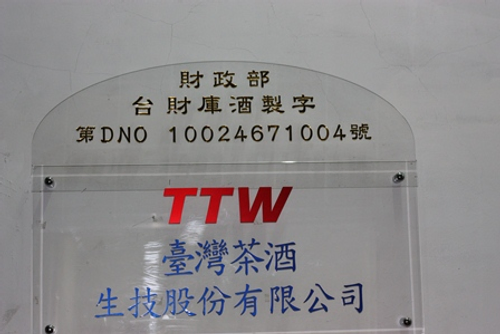 財政部
台財庫酒製字
第DNO 10024671004號
TTW
臺灣茶酒
生技股份有限公司